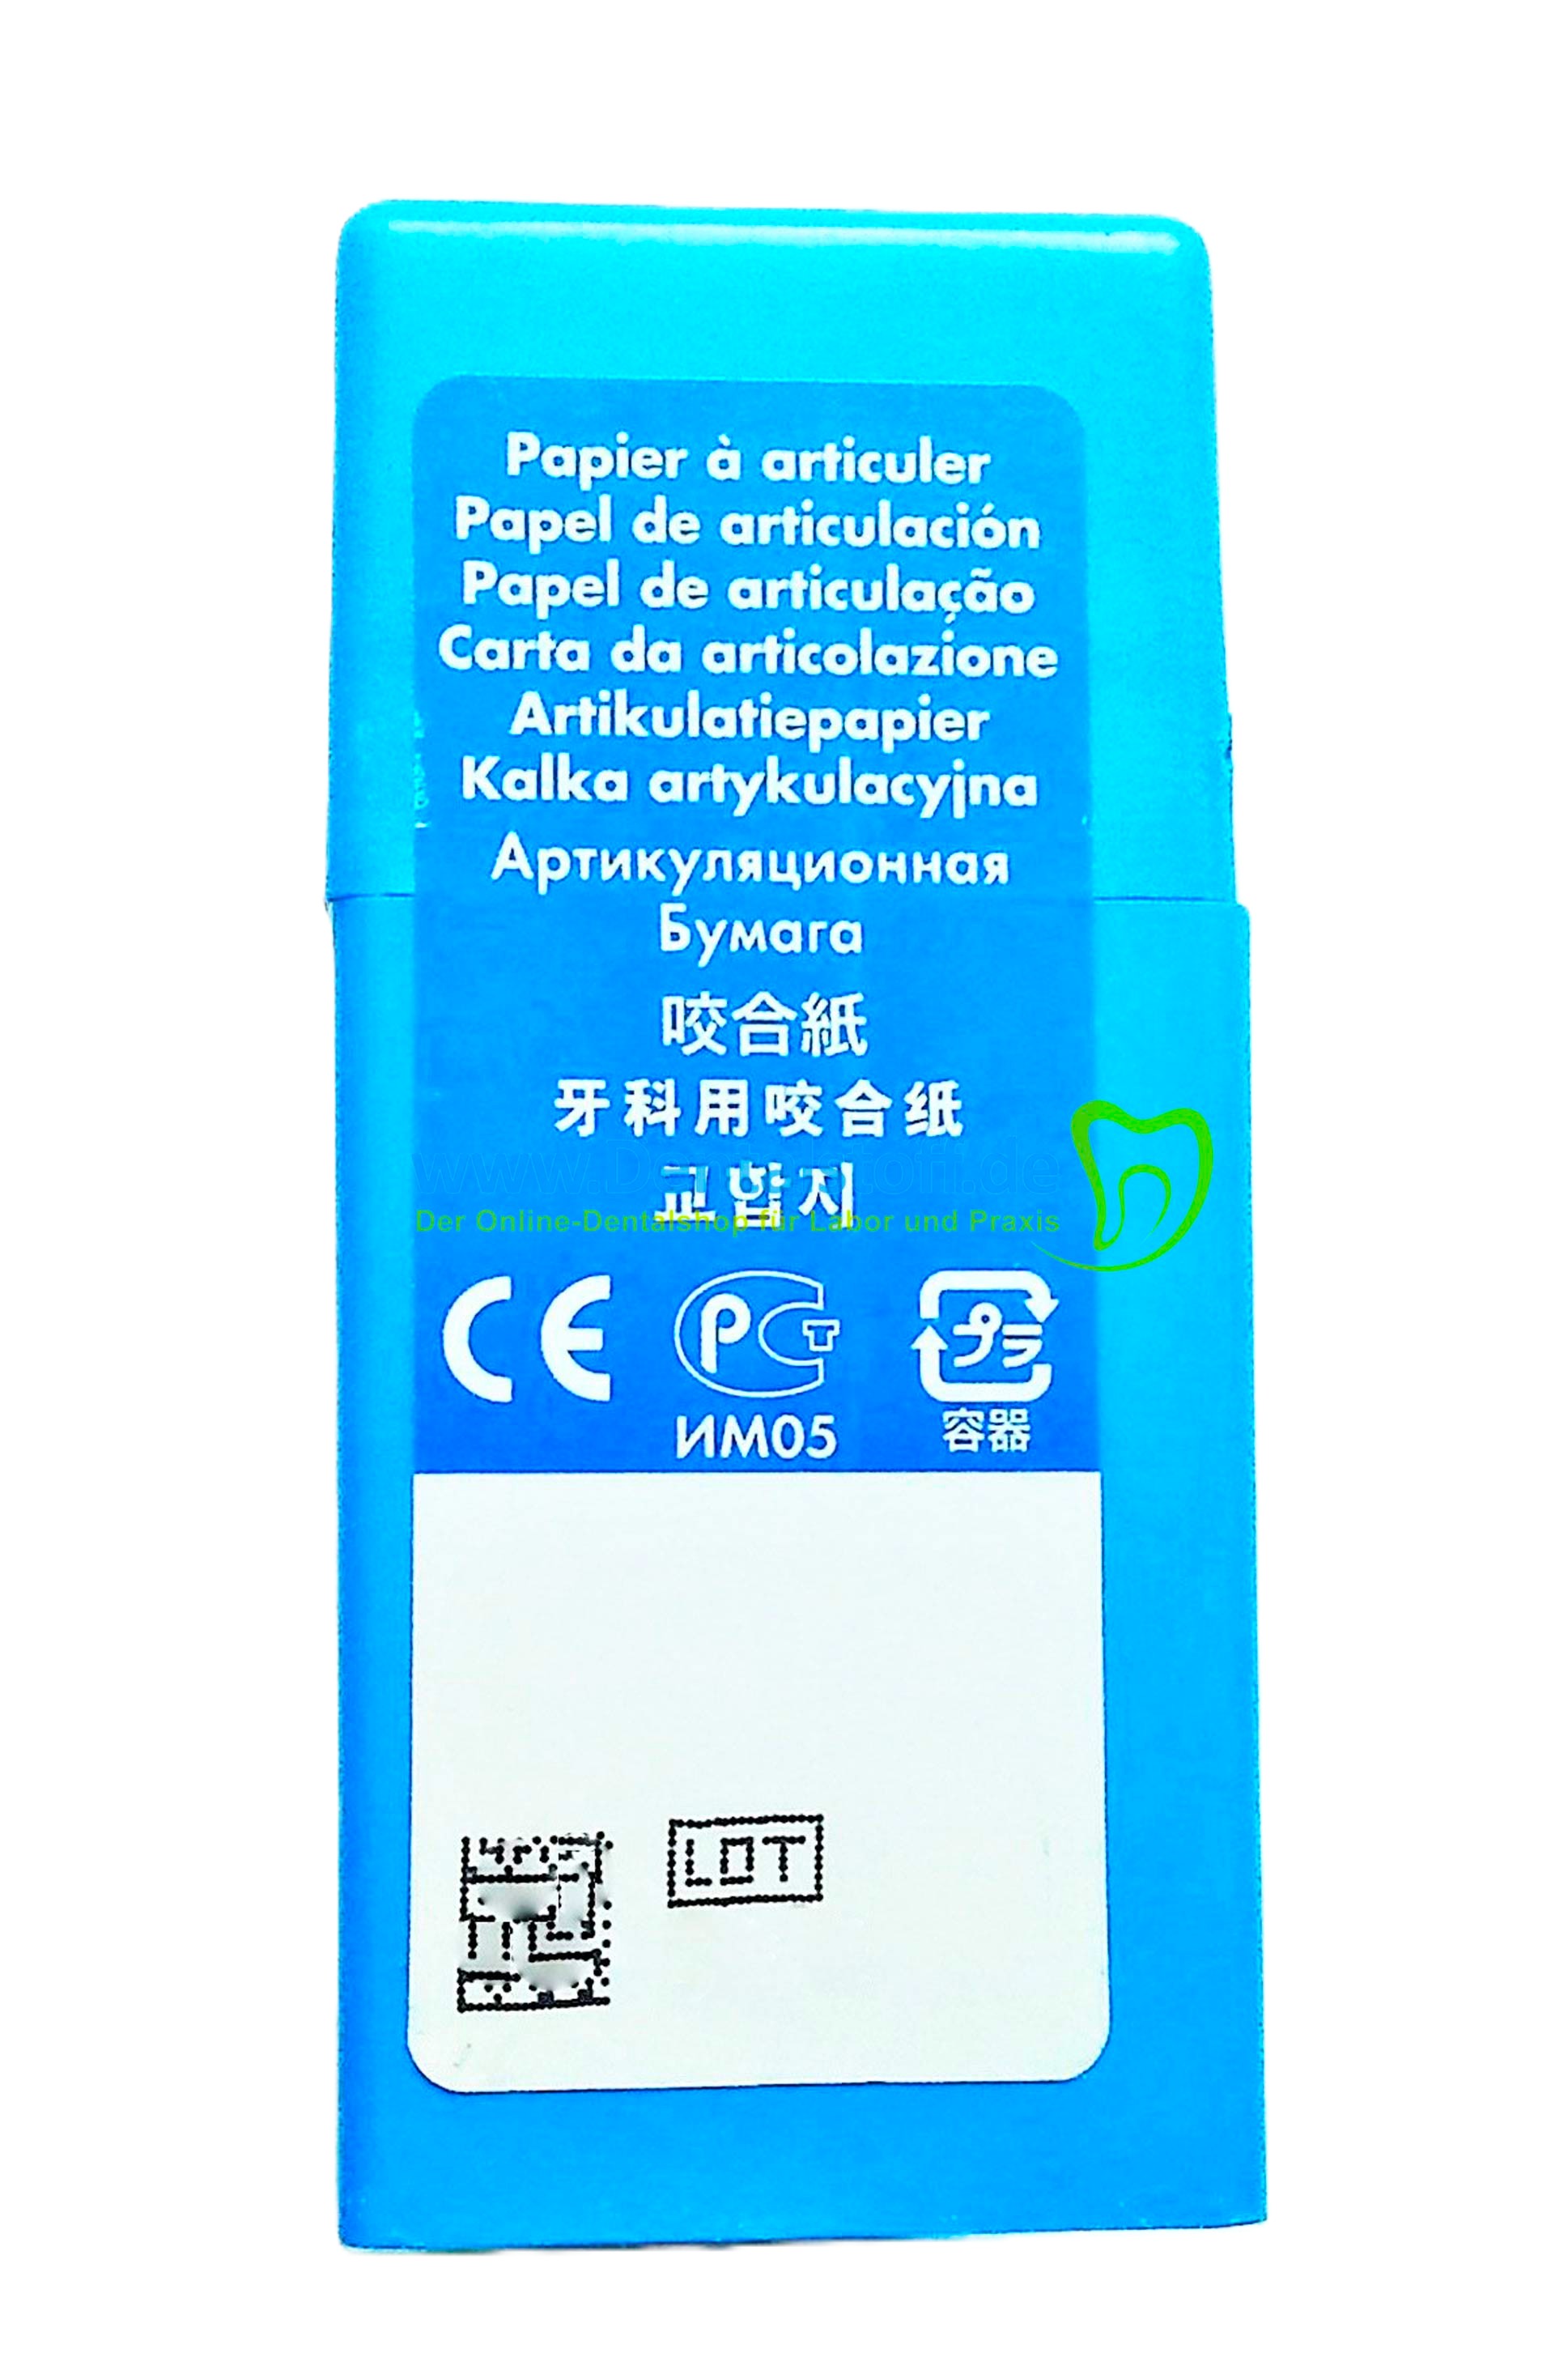 Papier à articuler
Papel de articulación
Papel de articulação
Carta da articolazione
Artikulatiepapier
Kalka artykulacyjna
Артикуляционная
Бумага
咬合紙
牙科用咬合纸
교합지
Der Online-Dentalshop für Labor und Praxis
CE
РСТ
プラ
ИМ05
容器
LOT